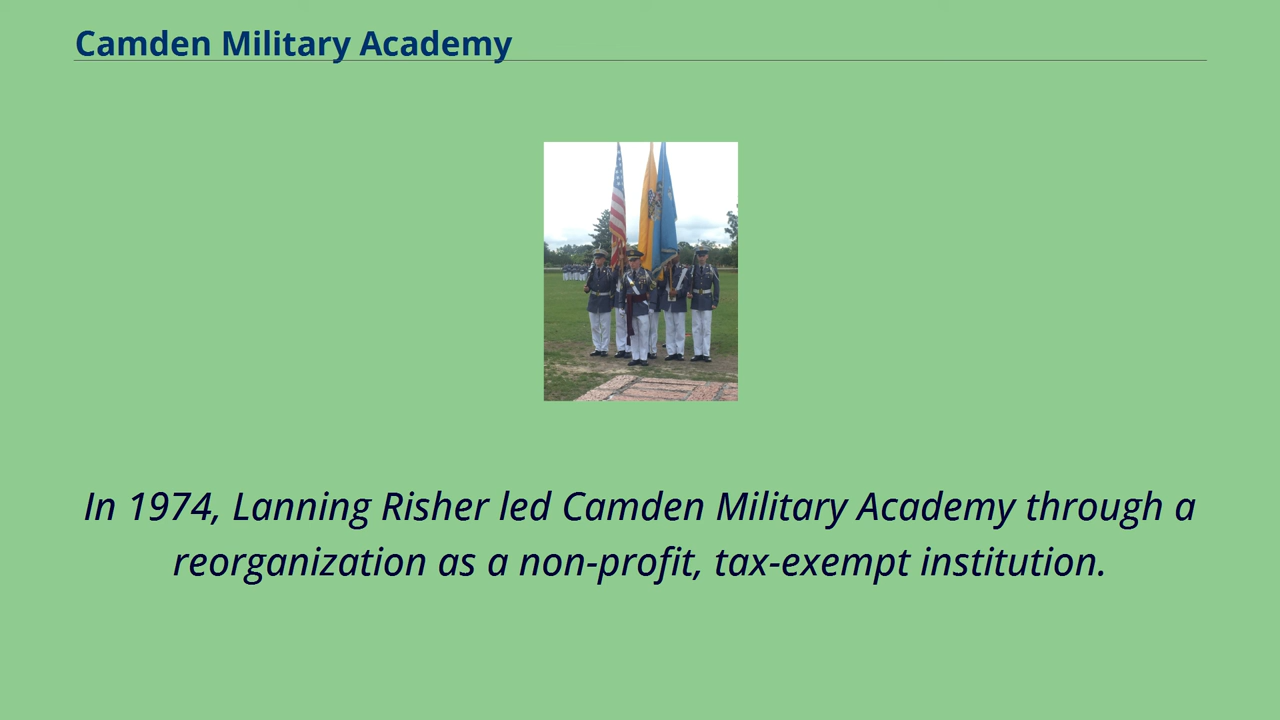 Camden Military Academy
In 1974, Lanning Risher led Camden Military Academy through a
reorganization as a non-profit, tax-exempt institution.